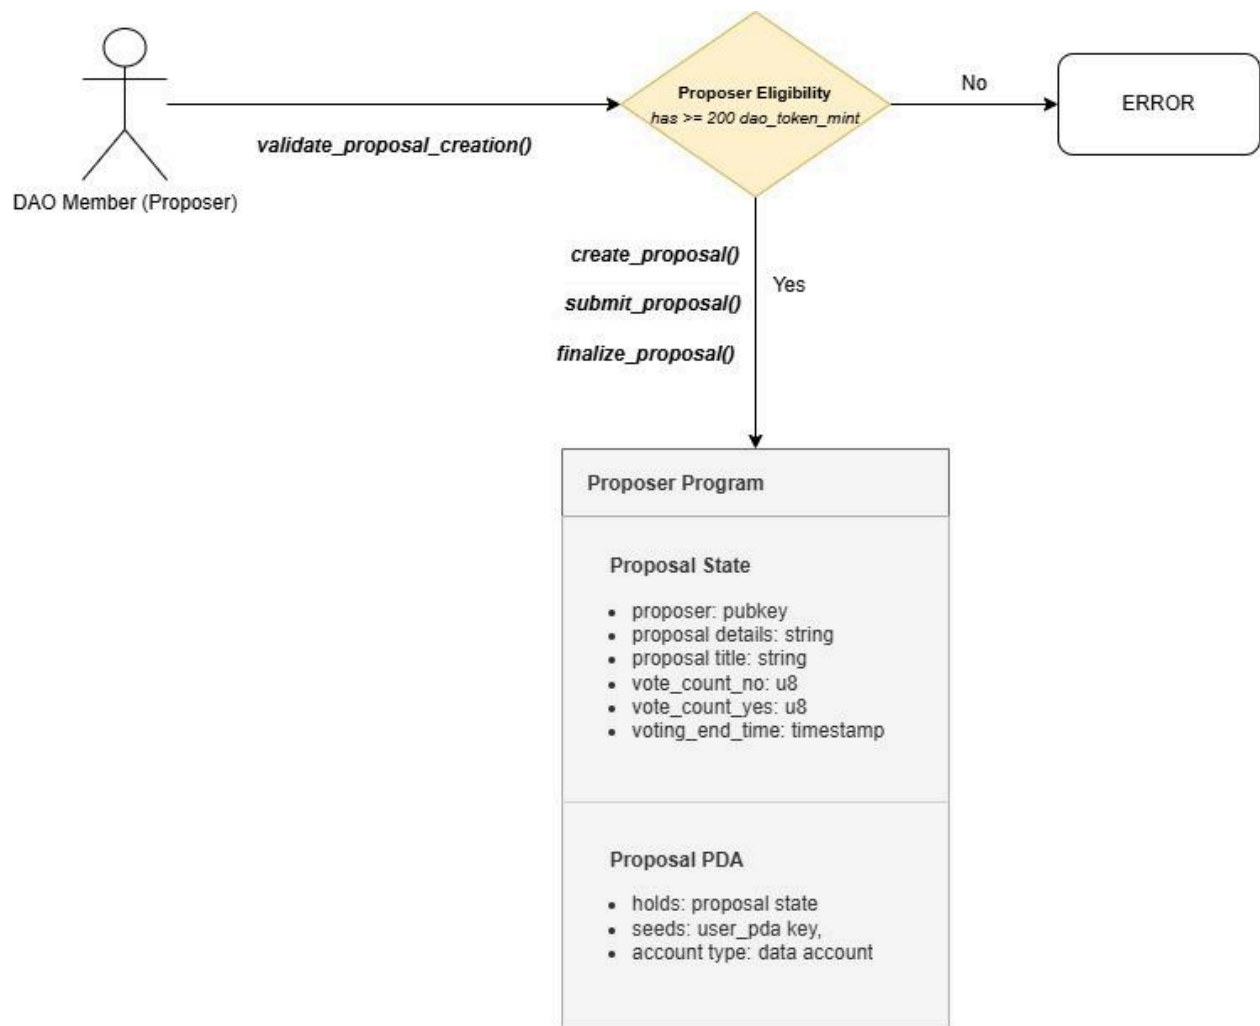 Proposer Eligibility
has >= 200 dao_token_mint
No
ERROR
validate_proposal_creation()
DAO Member (Proposer)
create_proposal()
Yes
submit_proposal()
finalize_proposal()
Proposer Program
Proposal State
• proposer: pubkey
• proposal details: string
• proposal title: string
• vote_count_no: u8
• vote_count_yes: u8
• voting_end_time: timestamp
Proposal PDA
• holds: proposal state
• seeds: user_pda key,
• account type: data account